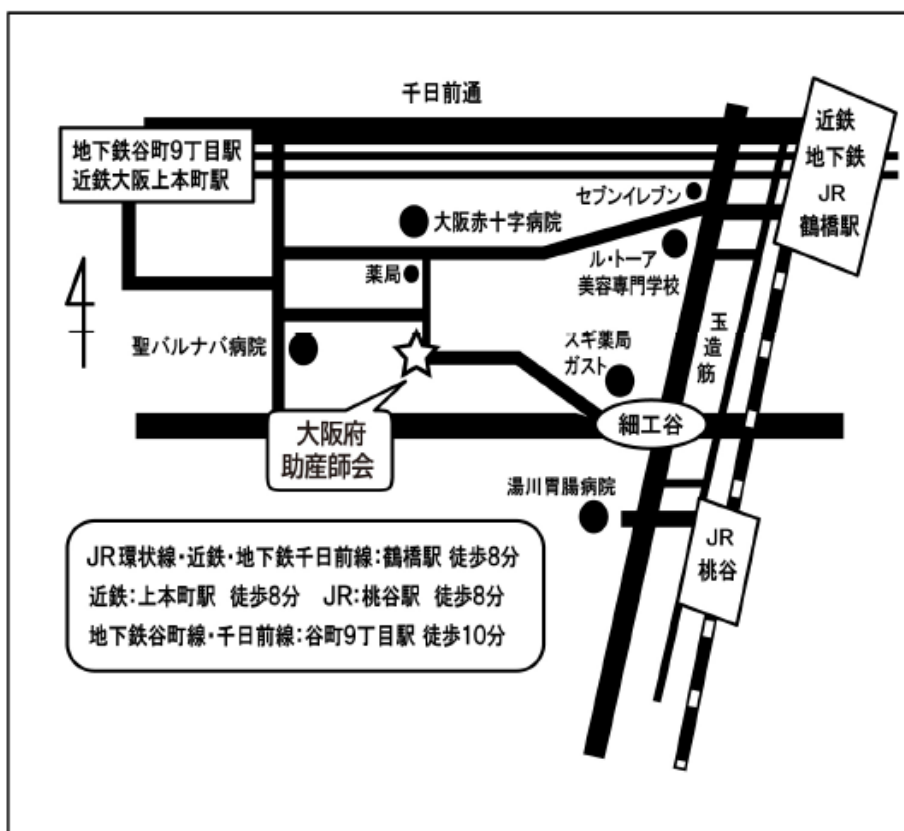 千日前通
近鉄
地下鉄
JR
鶴橋駅
地下鉄谷町9丁目駅
近鉄大阪上本町駅
セブンイレブン
大阪赤十字病院
ル・トーア
美容専門学校
薬局
玉造筋
聖バルナバ病院
スギ薬局
ガスト
細工谷
大阪府
助産師会
湯川胃腸病院
JR
桃谷
JR環状線・近鉄・地下鉄千日前線:鶴橋駅 徒歩8分
近鉄:上本町駅 徒歩8分 JR:桃谷駅 徒歩8分
地下鉄谷町線・千日前線:谷町9丁目駅 徒歩10分